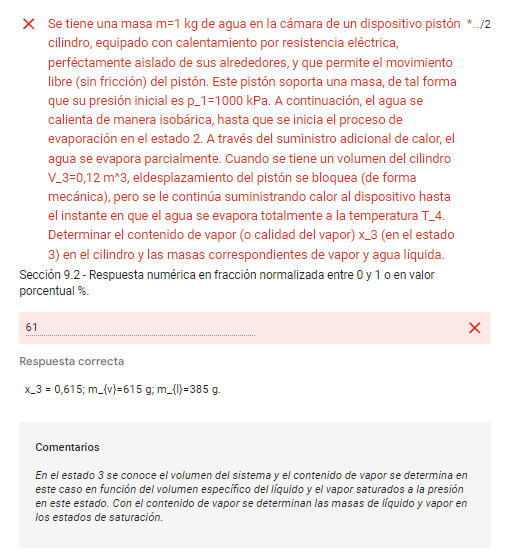 Se tiene una masa m=1 kg de agua en la cámara de un dispositivo pistón * .../2
cilindro, equipado con calentamiento por resistencia eléctrica,
perféctamente aislado de sus alrededores, y que permite el movimiento
libre (sin fricción) del pistón. Este pistón soporta una masa, de tal forma
que su presión inicial es p_1=1000 kPa. A continuación, el agua se
calienta de manera isobárica, hasta que se inicia el proceso de
evaporación en el estado 2. A través del suministro adicional de calor, el
agua se evapora parcialmente. Cuando se tiene un volumen del cilindro
V_3=0,12 m^3, eldesplazamiento del pistón se bloquea (de forma
mecánica), pero se le continúa suministrando calor al dispositivo hasta
el instante en que el agua se evapora totalmente a la temperatura T_4.
Determinar el contenido de vapor (o calidad del vapor) x_3 (en el estado
3) en el cilindro y las masas correspondientes de vapor y agua líquida.
Sección 9.2 - Respuesta numérica en fracción normalizada entre 0 y 1 o en valor
porcentual %.
61
Respuesta correcta
x_3 = 0,615; m_{v}=615 g; m_{l}=385 g.
Comentarios
En el estado 3 se conoce el volumen del sistema y el contenido de vapor se determina en
este caso en función del volumen específico del líquido y el vapor saturados a la presión
en este estado. Con el contenido de vapor se determinan las masas de líquido y vapor en
los estados de saturación.